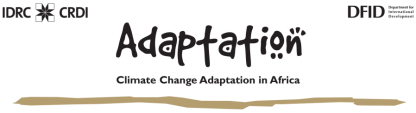 IDRC CRDI
DFID Department for International Development
Adaptation
Climate Change Adaptation in Africa